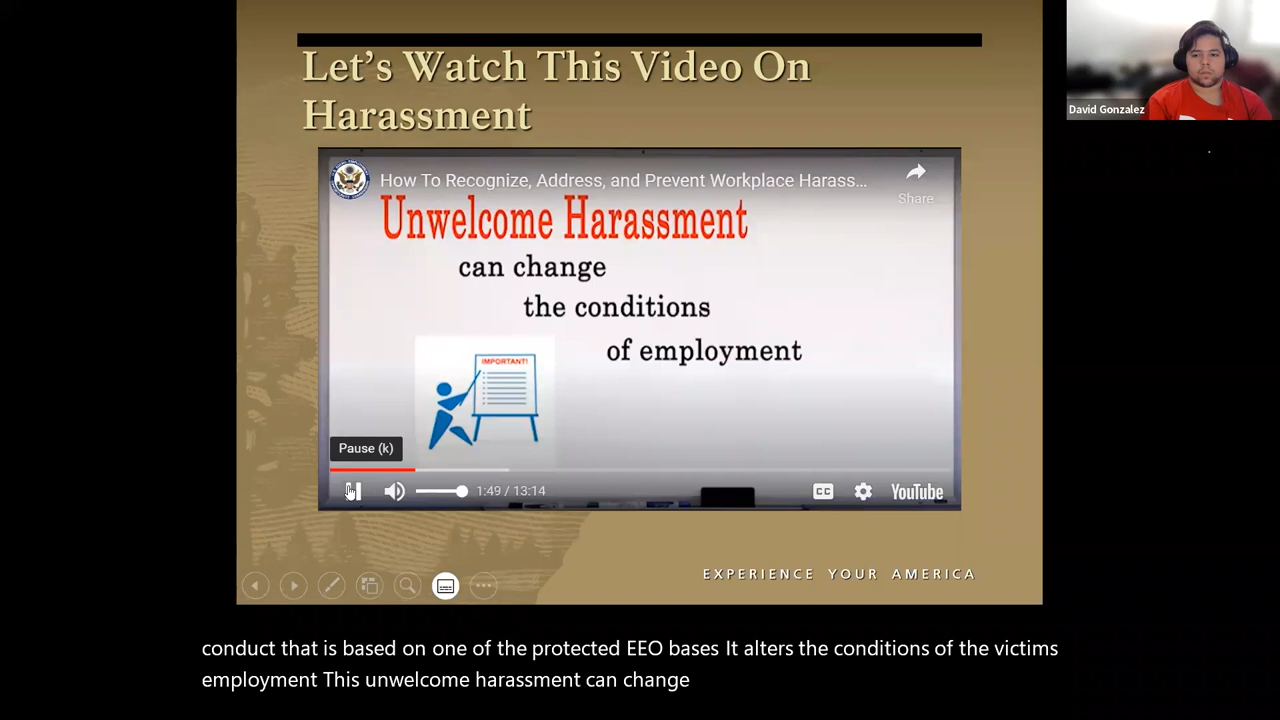 Let's Watch This Video On
Harassment
How To Recognize, Address, and Prevent Workplace Harass...
Share
Unwelcome Harassment
can change
the conditions
of employment
IMPORTANT!
Pause (k)
1:49 / 13:14
CC
YouTube
EXPERIENCE YOUR AMERICA
David Gonzalez
conduct that is based on one of the protected EEO bases It alters the conditions of the victims
employment This unwelcome harassment can change